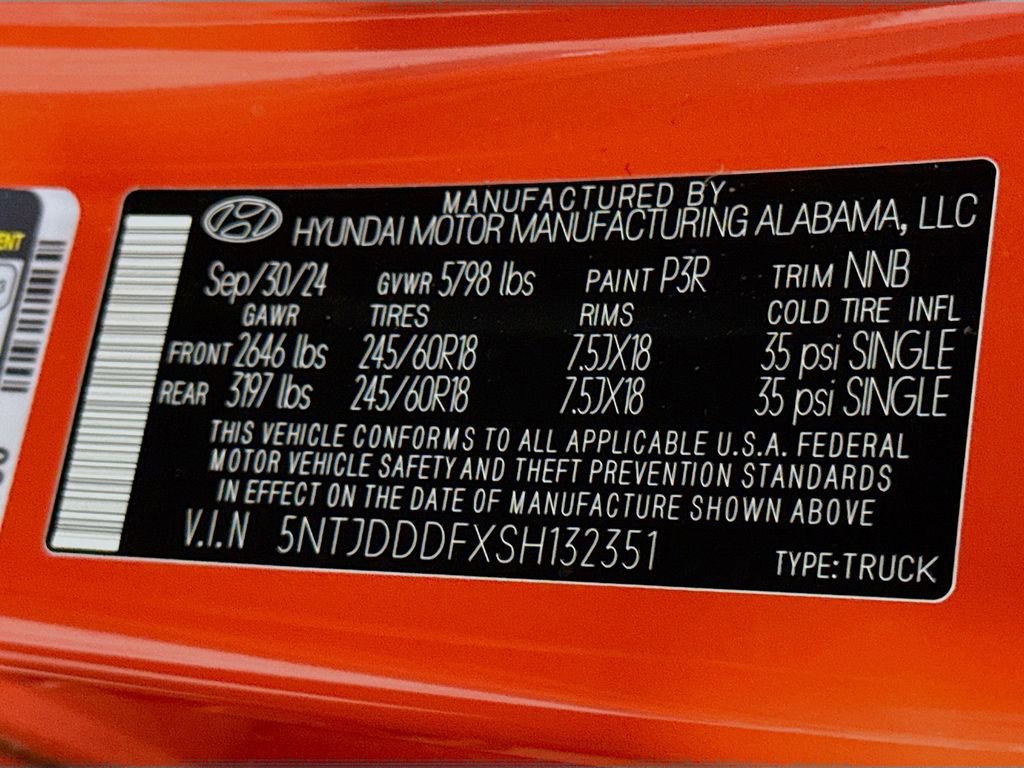 MANUFACTURED BY
HYUNDAI MOTOR MANUFACTURING ALABAMA, LLC
Sep/30/24 GVWR 5798 lbs PAINT P3R TRIM NNB
GAWR TIRES RIMS COLD TIRE INFL
FRONT 2646 lbs 245/60R18 7.5JX18 35 psi SINGLE
REAR 3197 lbs 245/60R18 7.5JX18 35 psi SINGLE
THIS VEHICLE CONFORMS TO ALL APPLICABLE U.S.A. FEDERAL
MOTOR VEHICLE SAFETY AND THEFT PREVENTION STANDARDS
IN EFFECT ON THE DATE OF MANUFACTURE SHOWN ABOVE
V.I.N 5NTJDDDFXSH132351
TYPE:TRUCK